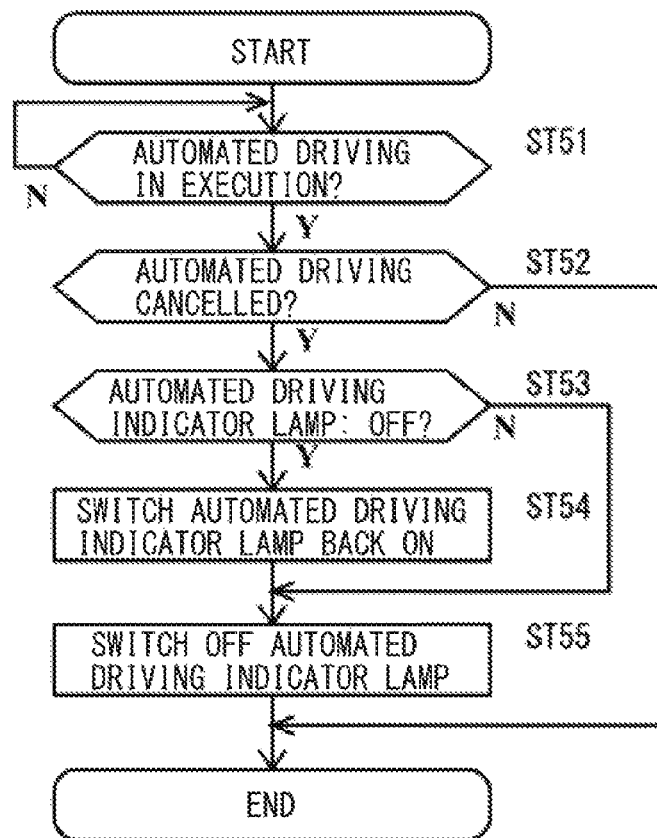 START
AUTOMATED DRIVING
IN EXECUTION?
ST51
N
Y
AUTOMATED DRIVING
CANCELLED?
ST52
N
Y
AUTOMATED DRIVING
INDICATOR LAMP: OFF?
ST53
N
Y
SWITCH AUTOMATED DRIVING
INDICATOR LAMP BACK ON
ST54
SWITCH OFF AUTOMATED
DRIVING INDICATOR LAMP
ST55
END